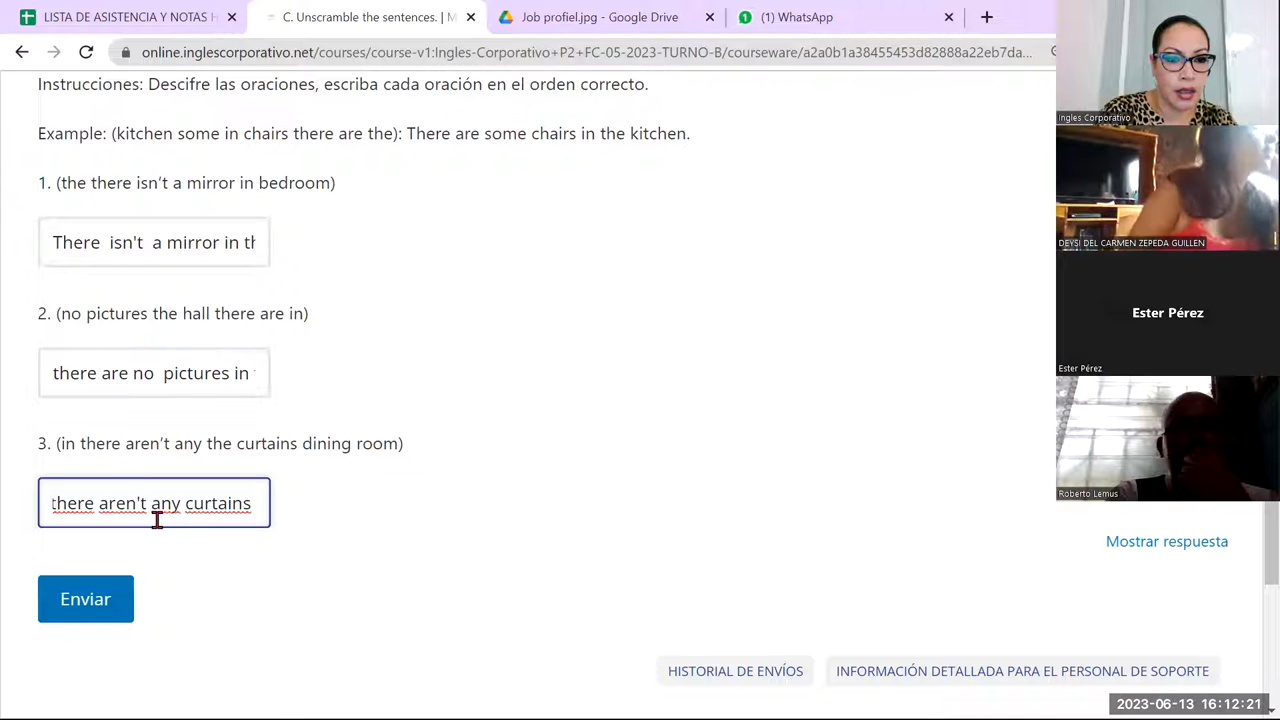 LISTA DE ASISTENCIA Y NOTAS
C. Unscramble the sentences. | M
Job profiel.jpg - Google Drive
(1) WhatsApp
online.inglescorporativo.net/courses/course-v1:Ingles-Corporativo+P2+FC-05-2023-TURNO-B/courseware/a2a0b1a38455453d82888a22eb7da...
Instrucciones: Descifre las oraciones, escriba cada oración en el orden correcto.
Example: (kitchen some in chairs there are the): There are some chairs in the kitchen.
Ingles Corporativo
1. (the there isn’t a mirror in bedroom)
There isn't a mirror in th
DEYSI DEL CARMEN ZEPEDA GUILLEN
2. (no pictures the hall there are in)
Ester Pérez
there are no pictures in
Ester Pérez
3. (in there aren’t any the curtains dining room)
there aren't any curtains
Roberto Lemus
Mostrar respuesta
Enviar
HISTORIAL DE ENVÍOS
INFORMACIÓN DETALLADA PARA EL PERSONAL DE SOPORTE
2023-06-13 16:12:21